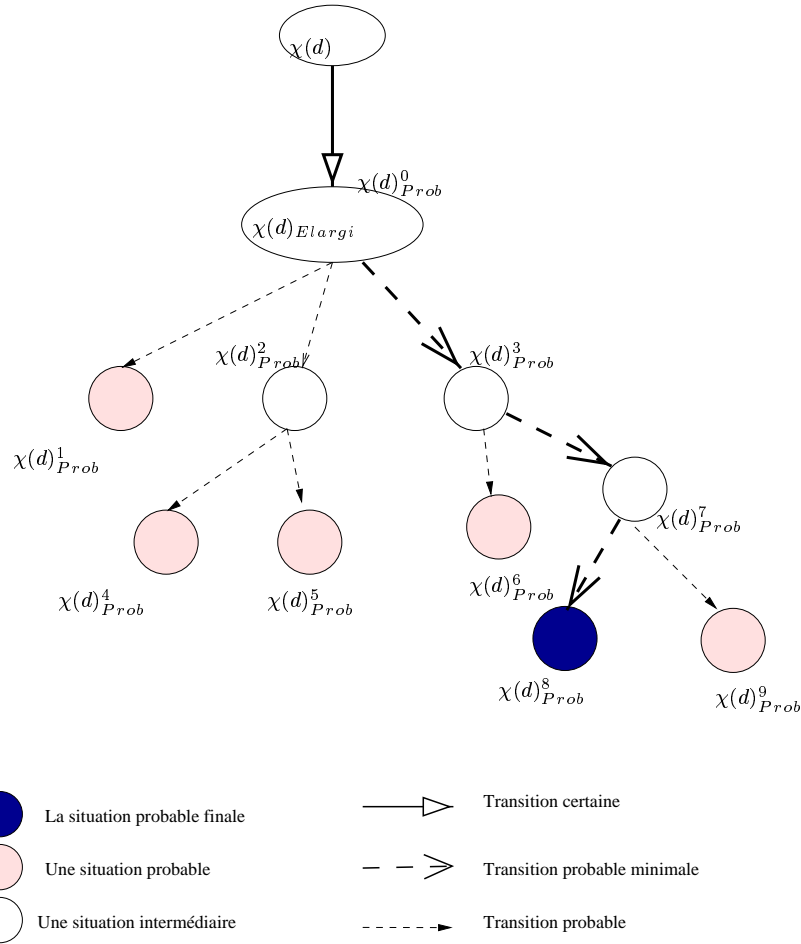 χ(d)
χ(d)⁰_Prob
χ(d)_Elargi
χ(d)²_Prob
χ(d)³_Prob
χ(d)¹_Prob
χ(d)⁷_Prob
χ(d)⁴_Prob
χ(d)⁵_Prob
χ(d)⁶_Prob
χ(d)⁸_Prob
χ(d)⁹_Prob
La situation probable finale
Transition certaine
Une situation probable
Transition probable minimale
Une situation intermédiaire
Transition probable